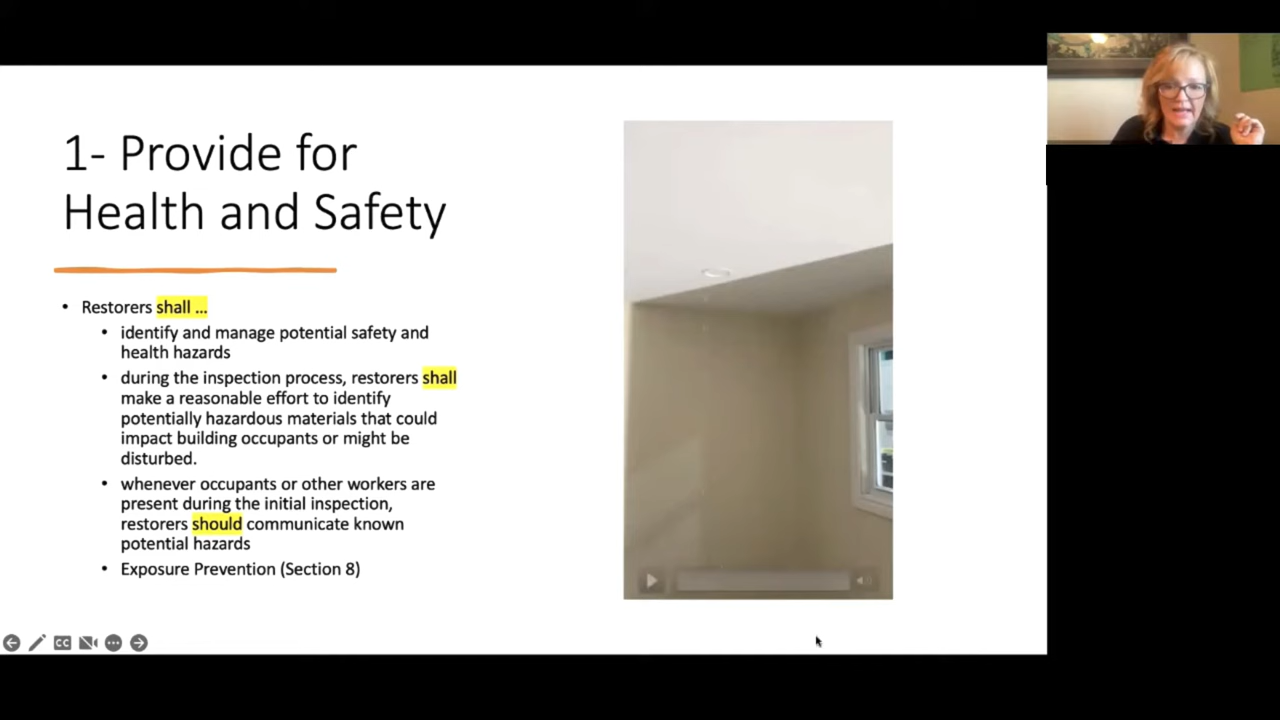 1- Provide for
Health and Safety
• Restorers shall ...
• identify and manage potential safety and
health hazards
• during the inspection process, restorers shall
make a reasonable effort to identify
potentially hazardous materials that could
impact building occupants or might be
disturbed.
• whenever occupants or other workers are
present during the initial inspection,
restorers should communicate known
potential hazards
• Exposure Prevention (Section 8)
CC